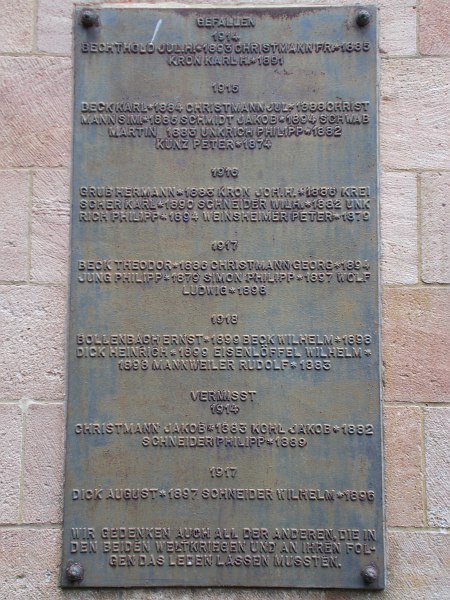 GEFALLEN
1914
BECHTHOLD JUL.H.*1893 CHRISTMANN FR.*1885
KRON KARL H.*1891
1915
BECK KARL*1884 CHRISTMANN JUL.*1888 CHRIST
MANN SIM.*1885 SCHMIDT JAKOB*1894 SCHWAB
MARTIN 1883 UNKRICH PHILIPP*1882
KUNZ PETER*1874
1916
GRUB HERMANN*1883 KRON JOH.H.*1886 KREI
SCHER KARL*1890 SCHNEIDER WILH.*1882 UNK
RICH PHILIPP*1894 WEINSHEIMER PETER*1879
1917
BECK THEODOR*1886 CHRISTMANN GEORG*1894
JUNG PHILIPP*1879 SIMON PHILIPP*1897 WOLF
LUDWIG*1898
1918
BOLLENBACH ERNST*1899 BECK WILHELM*1898
DICK HEINRICH*1899 EISENLÖFFEL WILHELM*
1898 MANNWEILER RUDOLF*1883
VERMISST
1914
CHRISTMANN JAKOB*1883 KOHL JAKOB*1882
SCHNEIDER PHILIPP*1889
1917
DICK AUGUST*1897 SCHNEIDER WILHELM*1896
WIR GEDENKEN AUCH ALL DER ANDEREN, DIE IN
DEN BEIDEN WELTKRIEGEN UND AN IHREN FOL-
GEN DAS LEBEN LASSEN MUSSTEN.